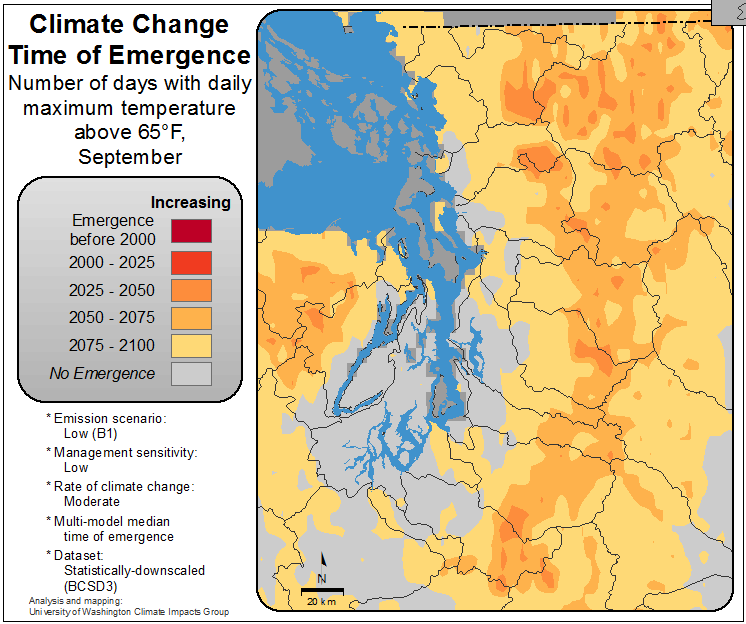 Climate Change
Time of Emergence
Number of days with daily
maximum temperature
above 65°F,
September
Increasing
Emergence
before 2000
2000 - 2025
2025 - 2050
2050 - 2075
2075 - 2100
No Emergence
* Emission scenario:
Low (B1)
* Management sensitivity:
Low
* Rate of climate change:
Moderate
* Multi-model median
time of emergence
* Dataset:
Statistically-downscaled
(BCSD3)
Analysis and mapping:
University of Washington Climate Impacts Group
N
20 km